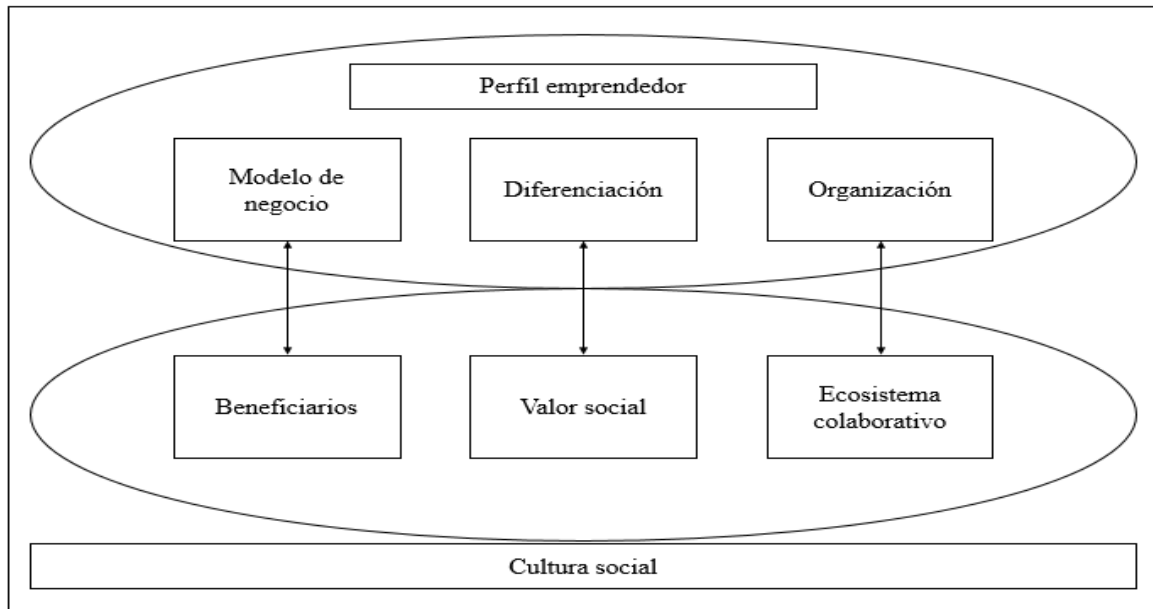 Perfil emprendedor
Modelo de
negocio
Diferenciación
Organización
Beneficiarios
Valor social
Ecosistema
colaborativo
Cultura social